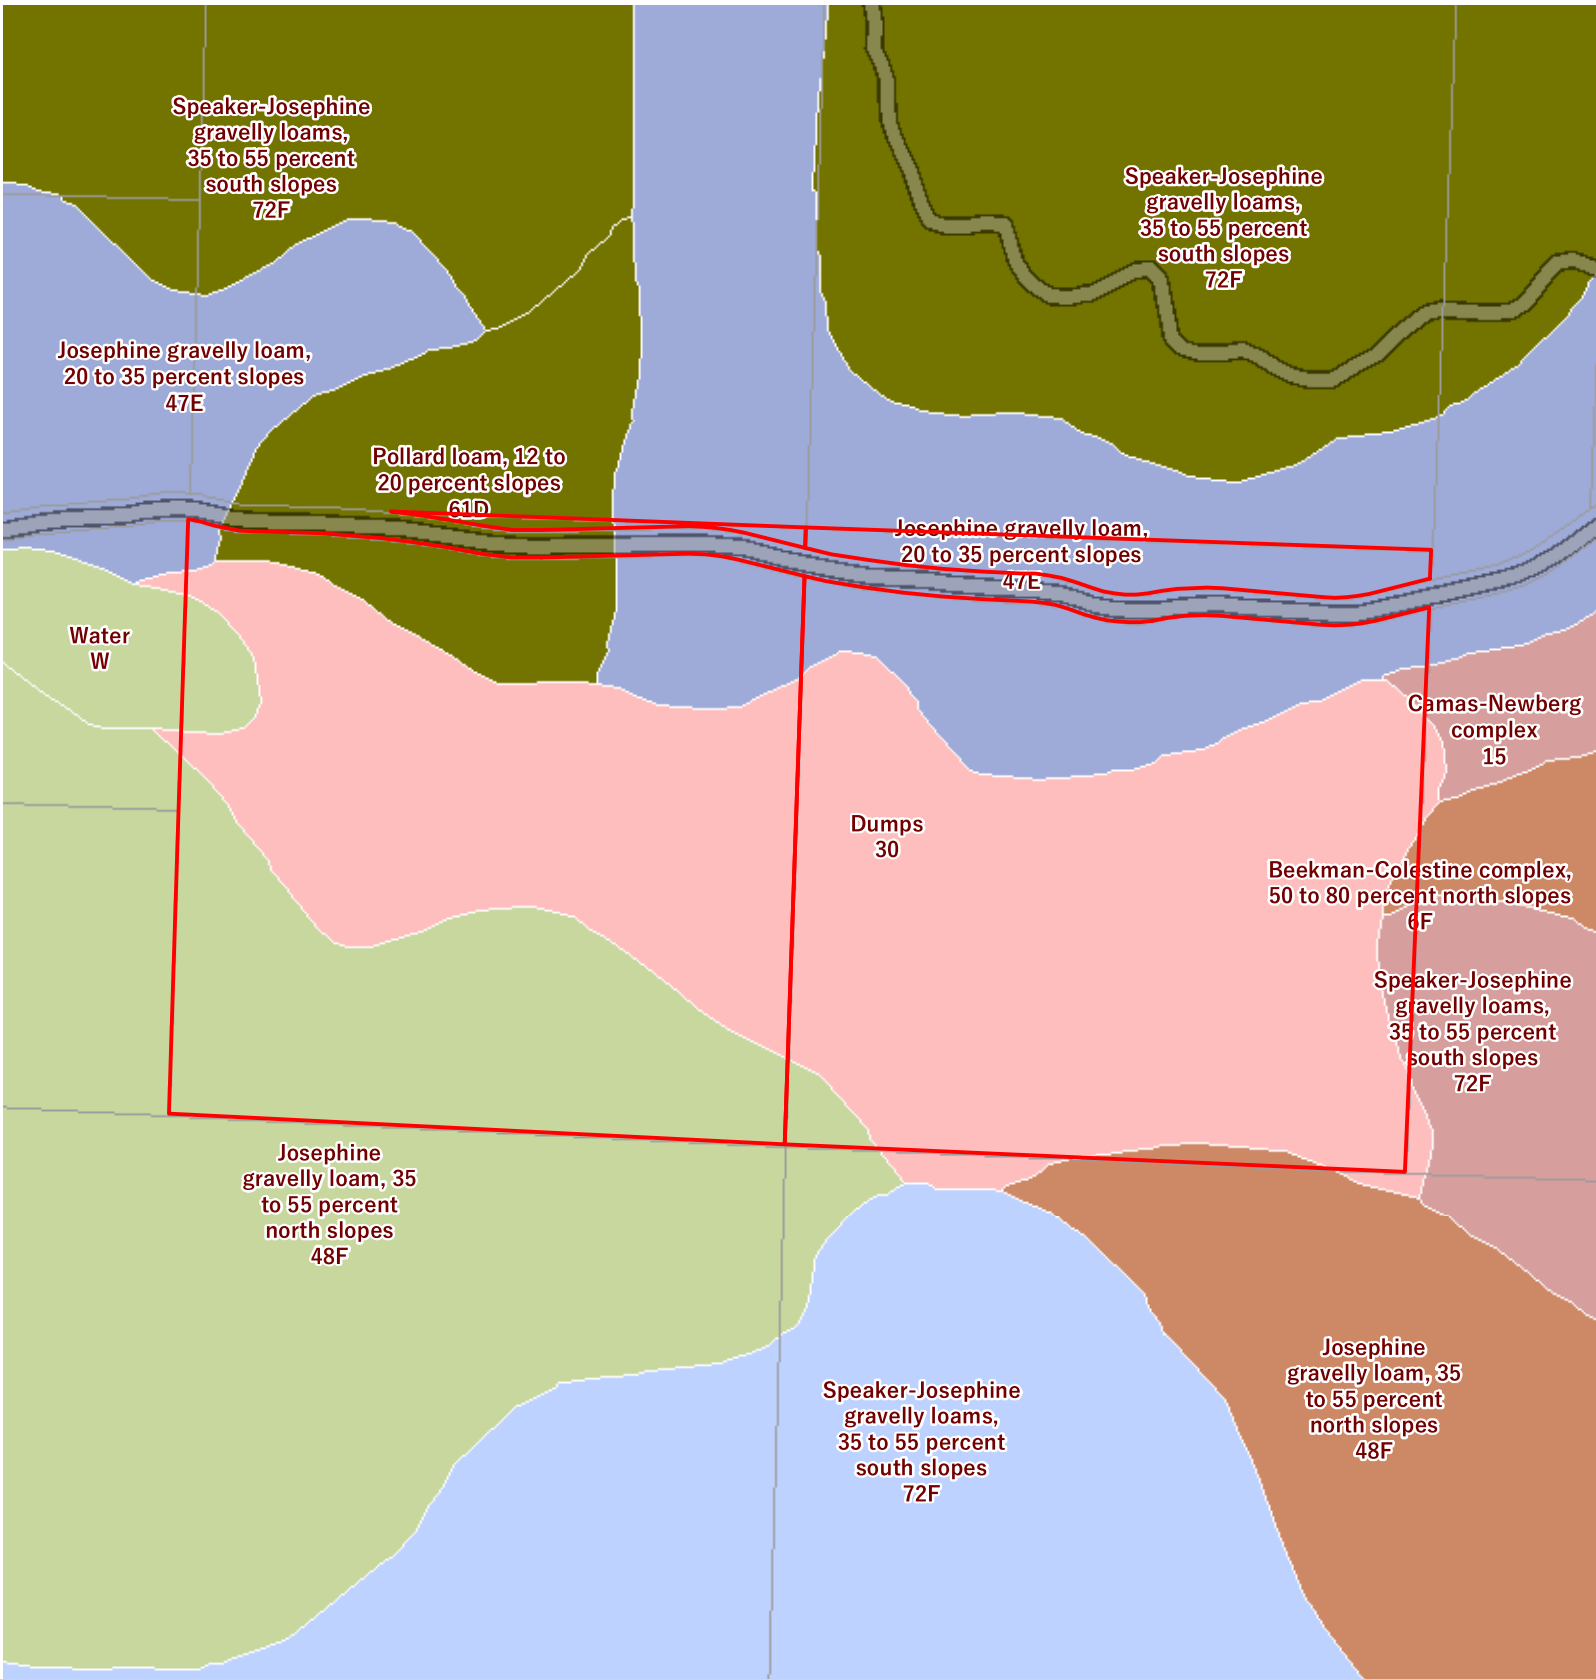 Speaker-Josephine
gravelly loams,
35 to 55 percent
south slopes
72F
Speaker-Josephine
gravelly loams,
35 to 55 percent
south slopes
72F
Josephine gravelly loam,
20 to 35 percent slopes
47E
Pollard loam, 12 to
20 percent slopes
61D
Josephine gravelly loam,
20 to 35 percent slopes
47E
Water
W
Camas-Newberg
complex
15
Dumps
30
Beekman-Colestine complex,
50 to 80 percent north slopes
6F
Speaker-Josephine
gravelly loams,
35 to 55 percent
south slopes
72F
Josephine
gravelly loam, 35
to 55 percent
north slopes
48F
Speaker-Josephine
gravelly loams,
35 to 55 percent
south slopes
72F
Josephine
gravelly loam, 35
to 55 percent
north slopes
48F